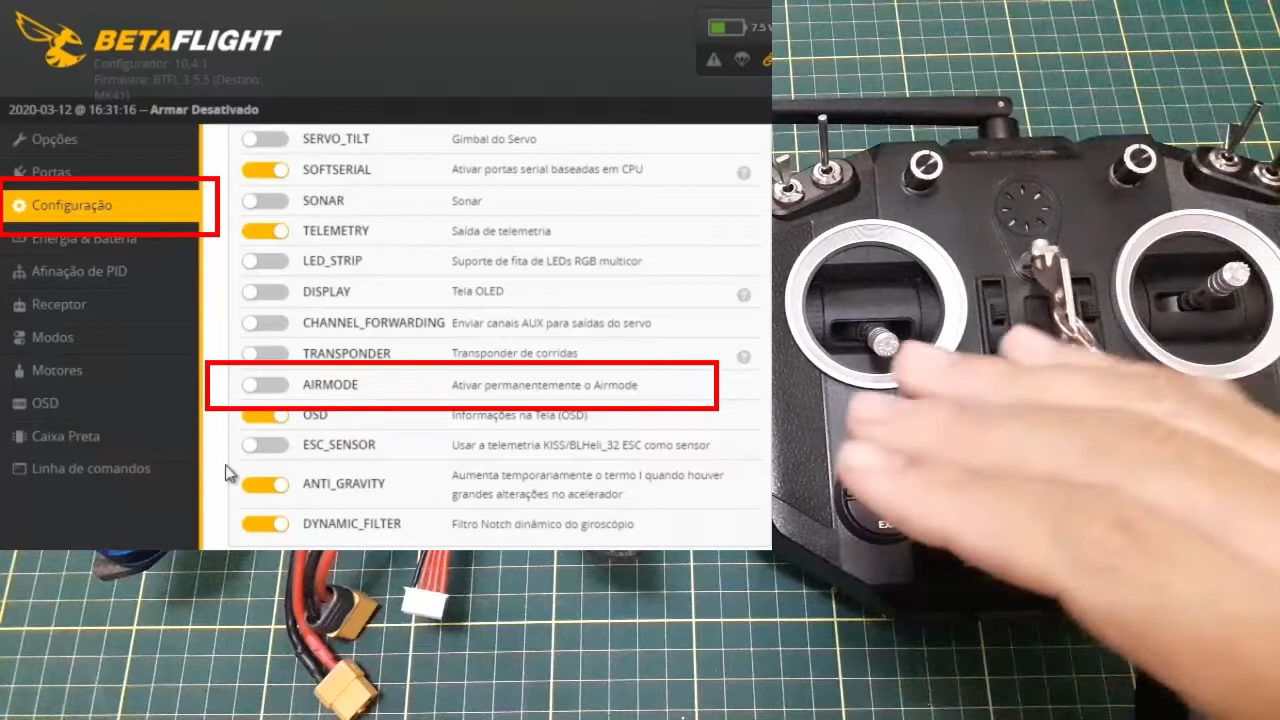 BETAFLIGHT
Configurador: 10.4.1
Firmware: BTFL 3.5.5 (Destino:
MK41)
7.5 V
2020-03-12 @ 16:31:16 -- Armar Desativado
Opções
Portas
Configuração
Energia & Bateria
Afinação de PID
Receptor
Modos
Motores
OSD
Caixa Preta
Linha de comandos
SERVO_TILT Gimbal do Servo
SOFTSERIAL Ativar portas serial baseadas em CPU
SONAR Sonar
TELEMETRY Saída de telemetria
LED_STRIP Suporte de fita de LEDs RGB multicor
DISPLAY Tela OLED
CHANNEL_FORWARDING Enviar canais AUX para saídas do servo
TRANSPONDER Transponder de corridas
AIRMODE Ativar permanentemente o Airmode
OSD Informações na Tela (OSD)
ESC_SENSOR Usar a telemetria KISS/BLHeli_32 ESC como sensor
ANTI_GRAVITY Aumenta temporariamente o termo I quando houver
grandes alterações no acelerador
DYNAMIC_FILTER Filtro Notch dinâmico do giroscópio